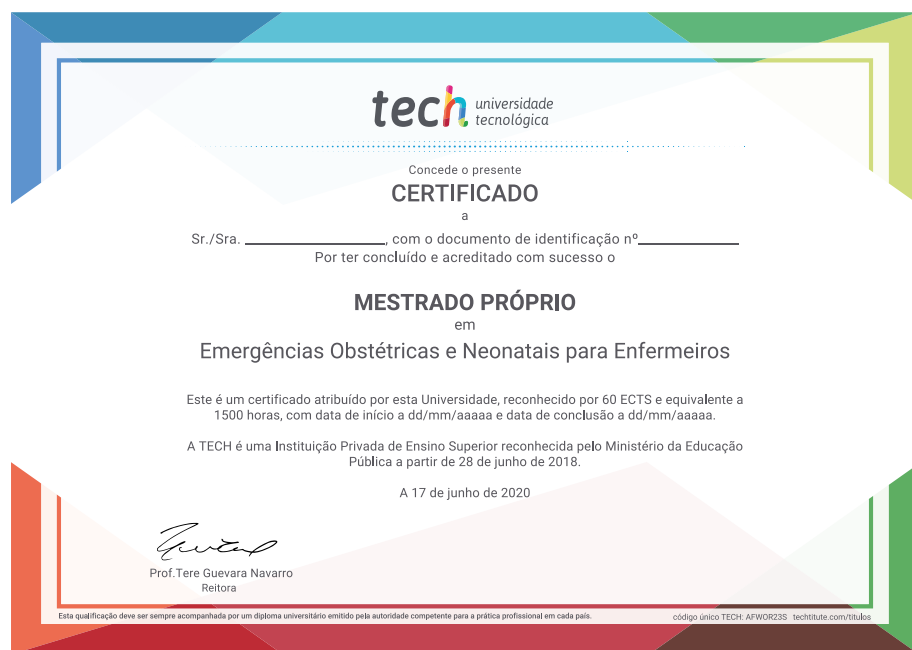 tech universidade
tecnológica
Concede o presente
CERTIFICADO
a
Sr./Sra. ____________________, com o documento de identificação nº______________
Por ter concluído e acreditado com sucesso o
MESTRADO PRÓPRIO
em
Emergências Obstétricas e Neonatais para Enfermeiros
Este é um certificado atribuído por esta Universidade, reconhecido por 60 ECTS e equivalente a
1500 horas, com data de início a dd/mm/aaaaa e data de conclusão a dd/mm/aaaaa.
A TECH é uma Instituição Privada de Ensino Superior reconhecida pelo Ministério da Educação
Pública a partir de 28 de junho de 2018.
A 17 de junho de 2020
Prof.Tere Guevara Navarro
Reitora
Esta qualificação deve ser sempre acompanhada por um diploma universitário emitido pela autoridade competente para a prática profissional em cada país.
código único TECH: AFWOR23S techtitute.com/titulos